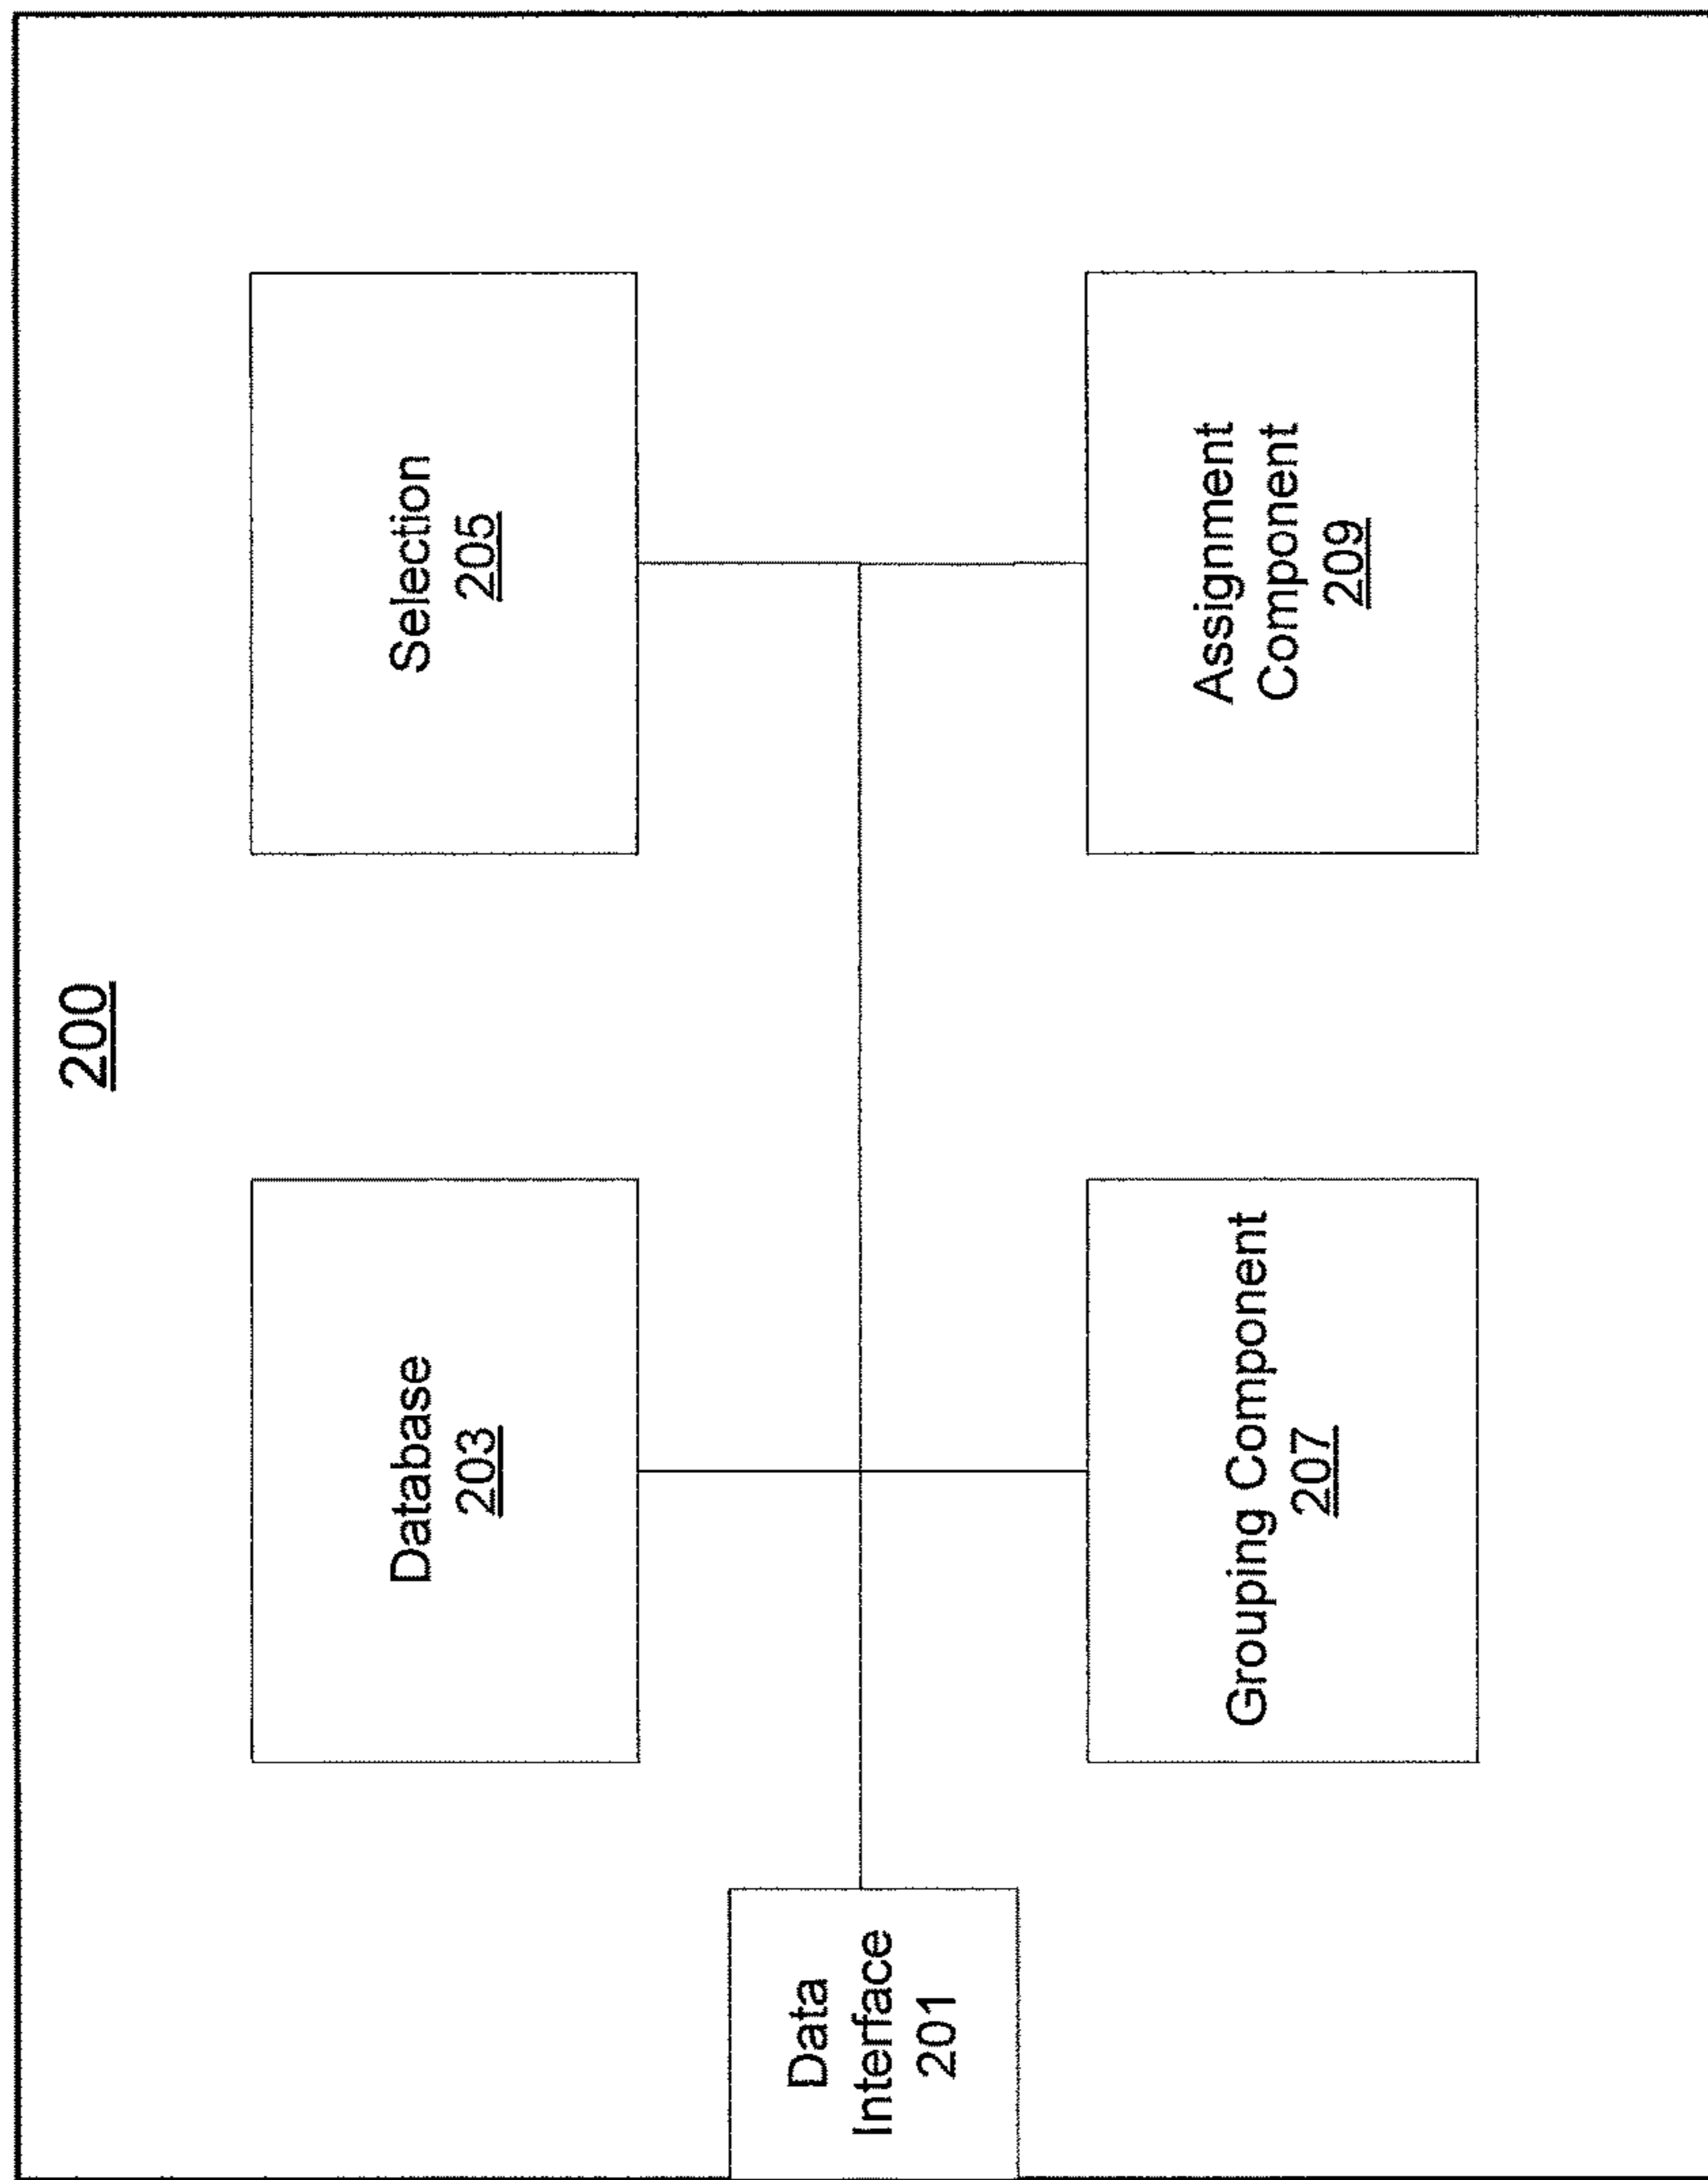 200
Database
203
Selection
205
Data
Interface
201
Grouping Component
207
Assignment
Component
209